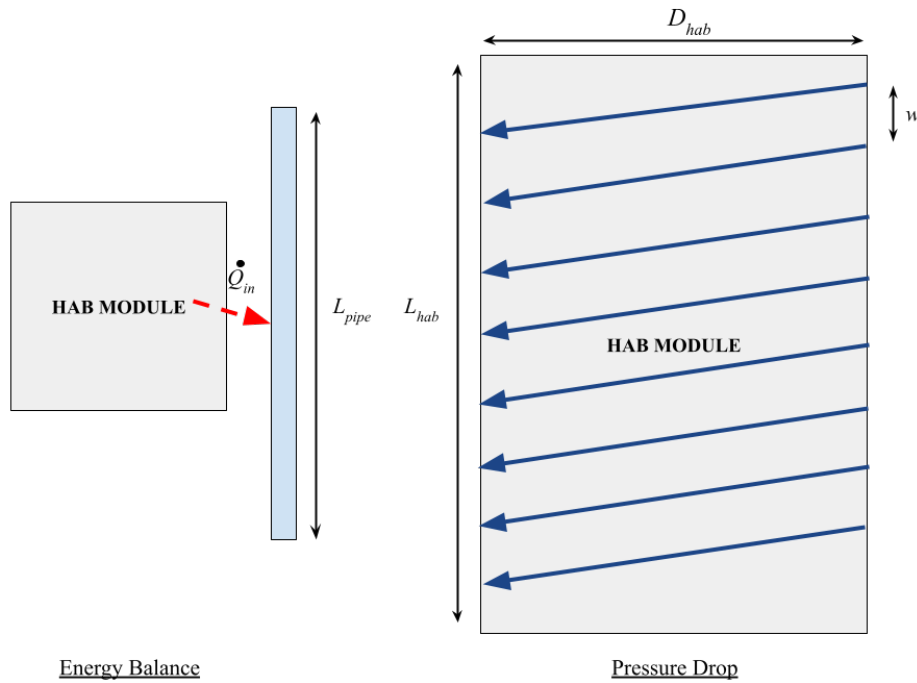 D_hab
w
Q̇_in
HAB MODULE
L_pipe
L_hab
HAB MODULE
Energy Balance
Pressure Drop